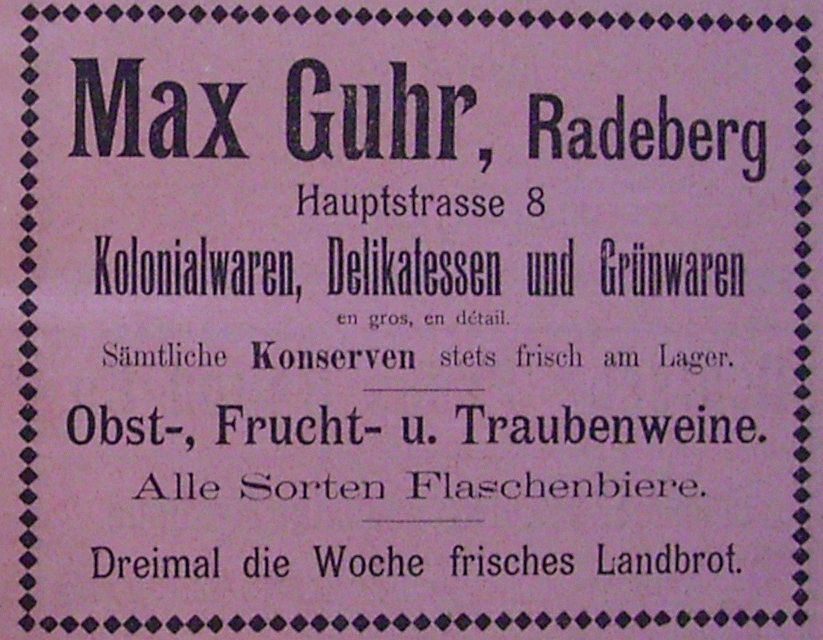 Max Guhr, Radeberg
Hauptstrasse 8
Kolonialwaren, Delikatessen und Grünwaren
en gros, en détail.
Sämtliche Konserven stets frisch am Lager.
Obst-, Frucht- u. Traubenweine.
Alle Sorten Flaschenbiere.
Dreimal die Woche frisches Landbrot.